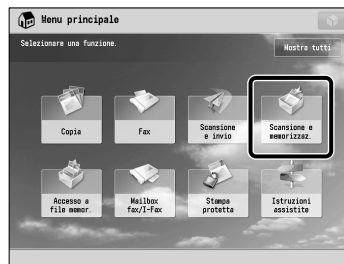 Menu principale
Selezionare una funzione.
Mostra tutti
Copia
Fax
Scansione
e invio
Scansione e
memorizzaz.
Accesso a
file memor.
Mailbox
fax/I-Fax
Stampa
protetta
Istruzioni
assistite